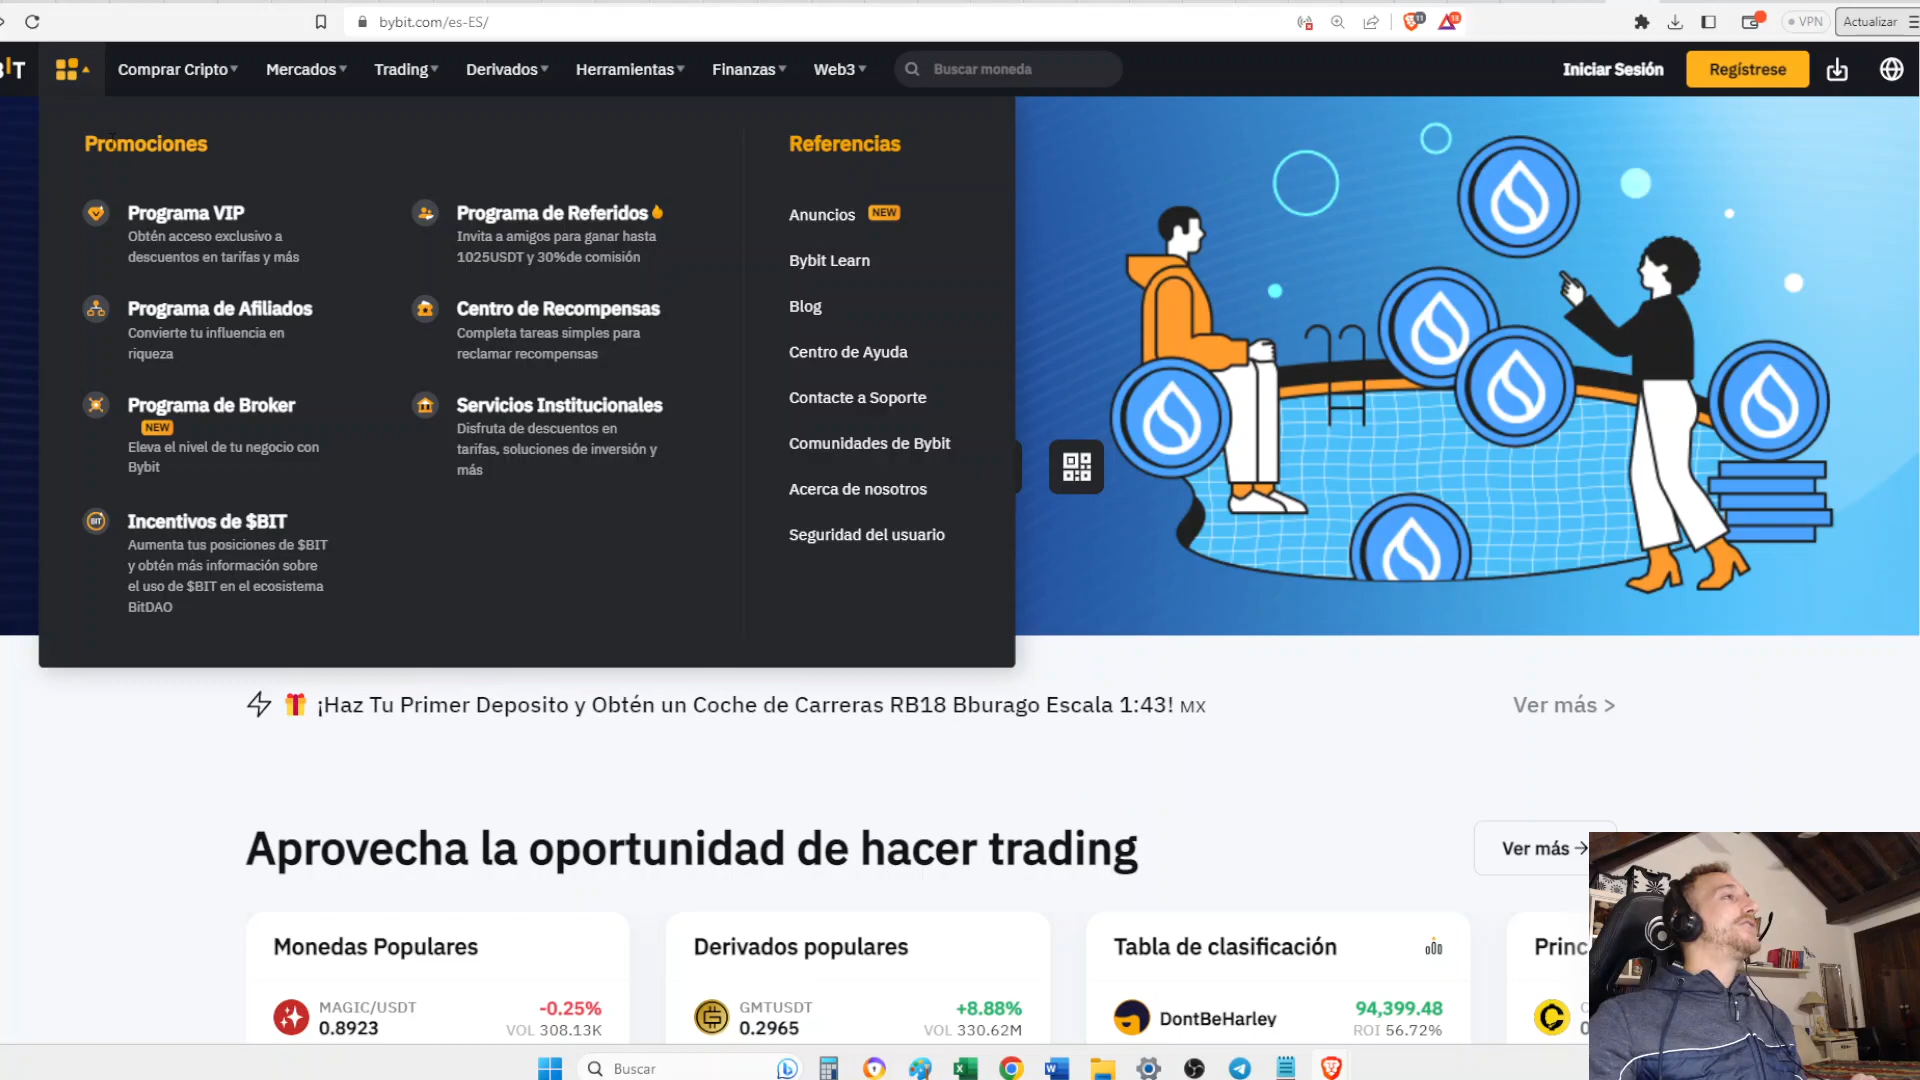 bybit.com/es-ES/
11
18
VPN
Actualizar
Comprar Cripto
Mercados
Trading
Derivados
Herramientas
Finanzas
Web3
Buscar moneda
Iniciar Sesión
Regístrese
Promociones
Programa VIP
Obtén acceso exclusivo a
descuentos en tarifas y más
Programa de Afiliados
Convierte tu influencia en
riqueza
Programa de Broker
NEW
Eleva el nivel de tu negocio con
Bybit
Incentivos de $BIT
Aumenta tus posiciones de $BIT
y obtén más información sobre
el uso de $BIT en el ecosistema
BitDAO
Programa de Referidos
Invita a amigos para ganar hasta
1025USDT y 30%de comisión
Centro de Recompensas
Completa tareas simples para
reclamar recompensas
Servicios Institucionales
Disfruta de descuentos en
tarifas, soluciones de inversión y
más
Referencias
Anuncios NEW
Bybit Learn
Blog
Centro de Ayuda
Contacte a Soporte
Comunidades de Bybit
Acerca de nosotros
Seguridad del usuario
¡Haz Tu Primer Deposito y Obtén un Coche de Carreras RB18 Bburago Escala 1:43! MX
Ver más >
Aprovecha la oportunidad de hacer trading
Ver más →
Monedas Populares
MAGIC/USDT -0.25%
0.8923 VOL 308.13K
Derivados populares
GMTUSDT +8.88%
0.2965 VOL 330.62M
Tabla de clasificación
DontBeHarley 94,399.48
ROI 56.72%
Princ
Buscar